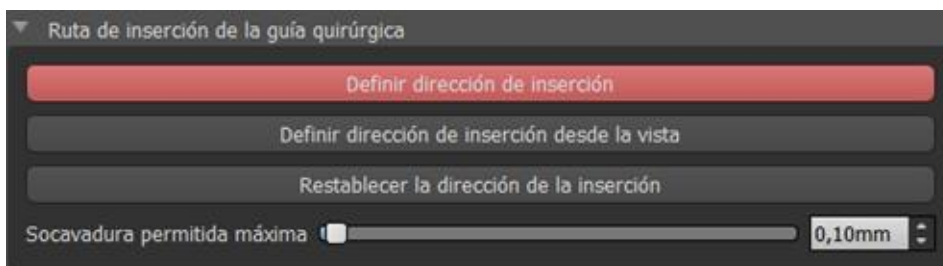 Ruta de inserción de la guía quirúrgica
Definir dirección de inserción
Definir dirección de inserción desde la vista
Restablecer la dirección de la inserción
Socavadura permitida máxima 0,10mm